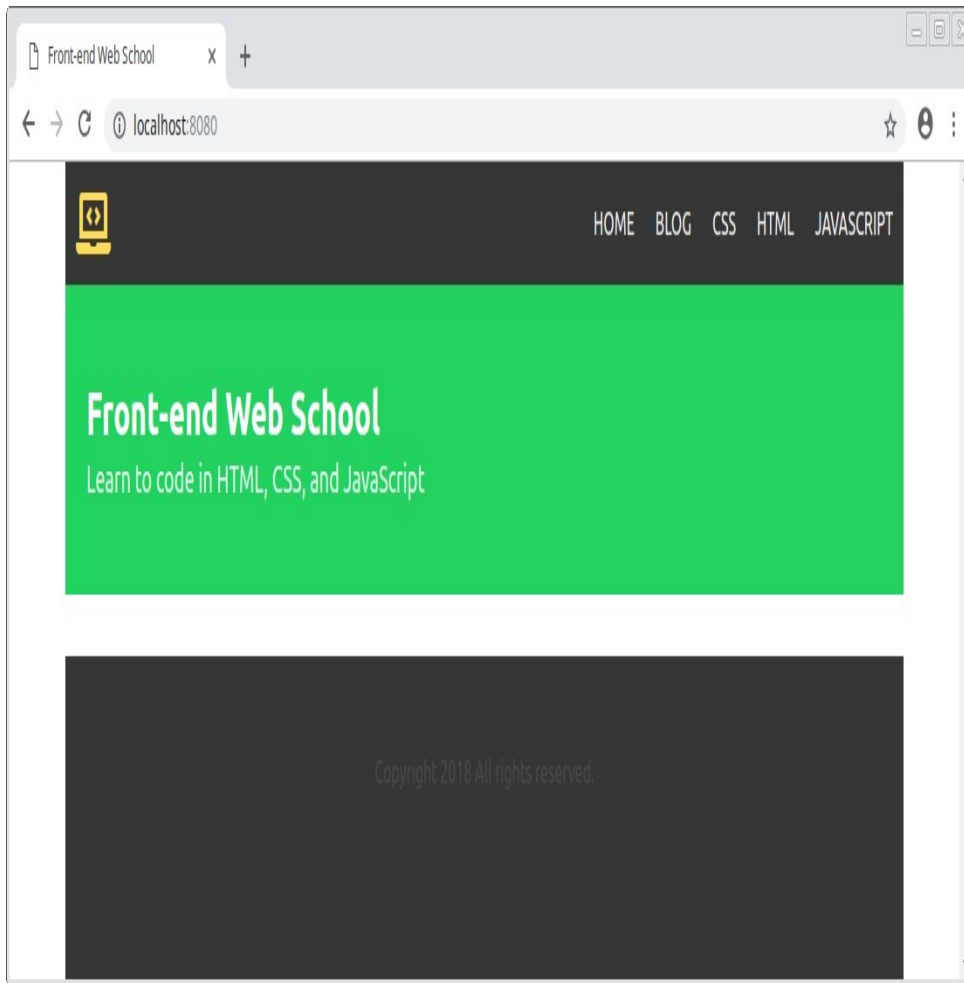 Front-end Web School
localhost:8080
HOME BLOG CSS HTML JAVASCRIPT
Front-end Web School
Learn to code in HTML, CSS, and JavaScript
Copyright 2018 All rights reserved.